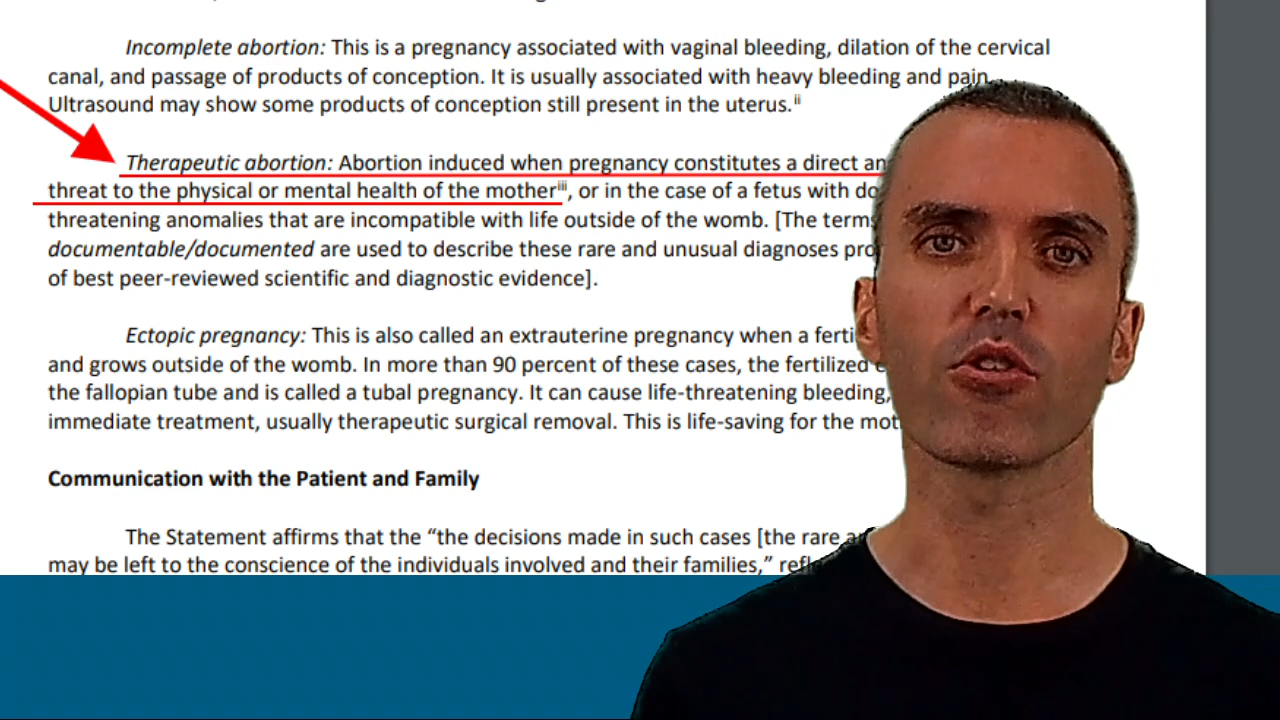 Incomplete abortion: This is a pregnancy associated with vaginal bleeding, dilation of the cervical
canal, and passage of products of conception. It is usually associated with heavy bleeding and pain.
Ultrasound may show some products of conception still present in the uterus.ii
Therapeutic abortion: Abortion induced when pregnancy constitutes a direct
threat to the physical or mental health of the motheriii, or in the case of a fetus with
threatening anomalies that are incompatible with life outside of the womb. [The
documentable/documented are used to describe these rare and unusual diagnoses
of best peer-reviewed scientific and diagnostic evidence].
Ectopic pregnancy: This is also called an extrauterine pregnancy when a
and grows outside of the womb. In more than 90 percent of these cases, the fertilized
the fallopian tube and is called a tubal pregnancy. It can cause life-threatening bleeding,
immediate treatment, usually therapeutic surgical removal. This is life-saving for the
Communication with the Patient and Family
The Statement affirms that the “the decisions made in such cases [the rare
may be left to the conscience of the individuals involved and their families,”